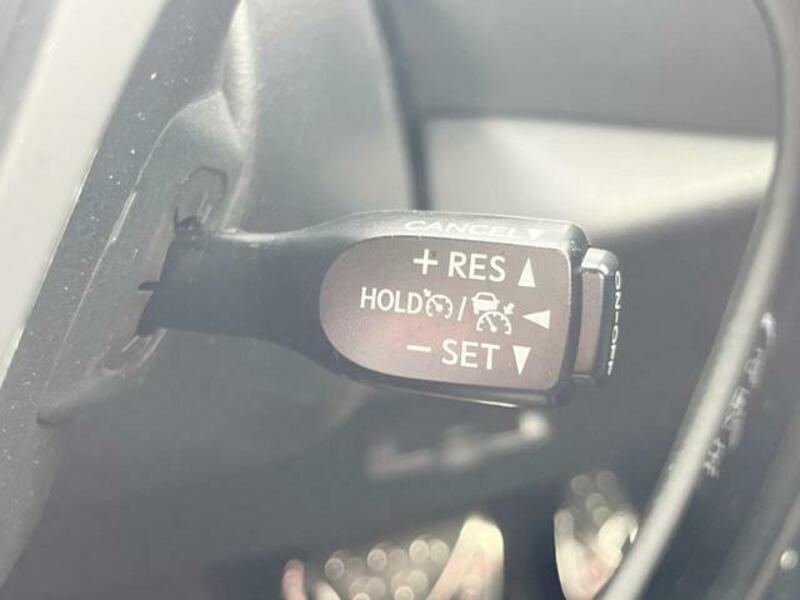 CANCEL▼
+ RES ▲
HOLD / ◀
− SET ▼
ON-OFF